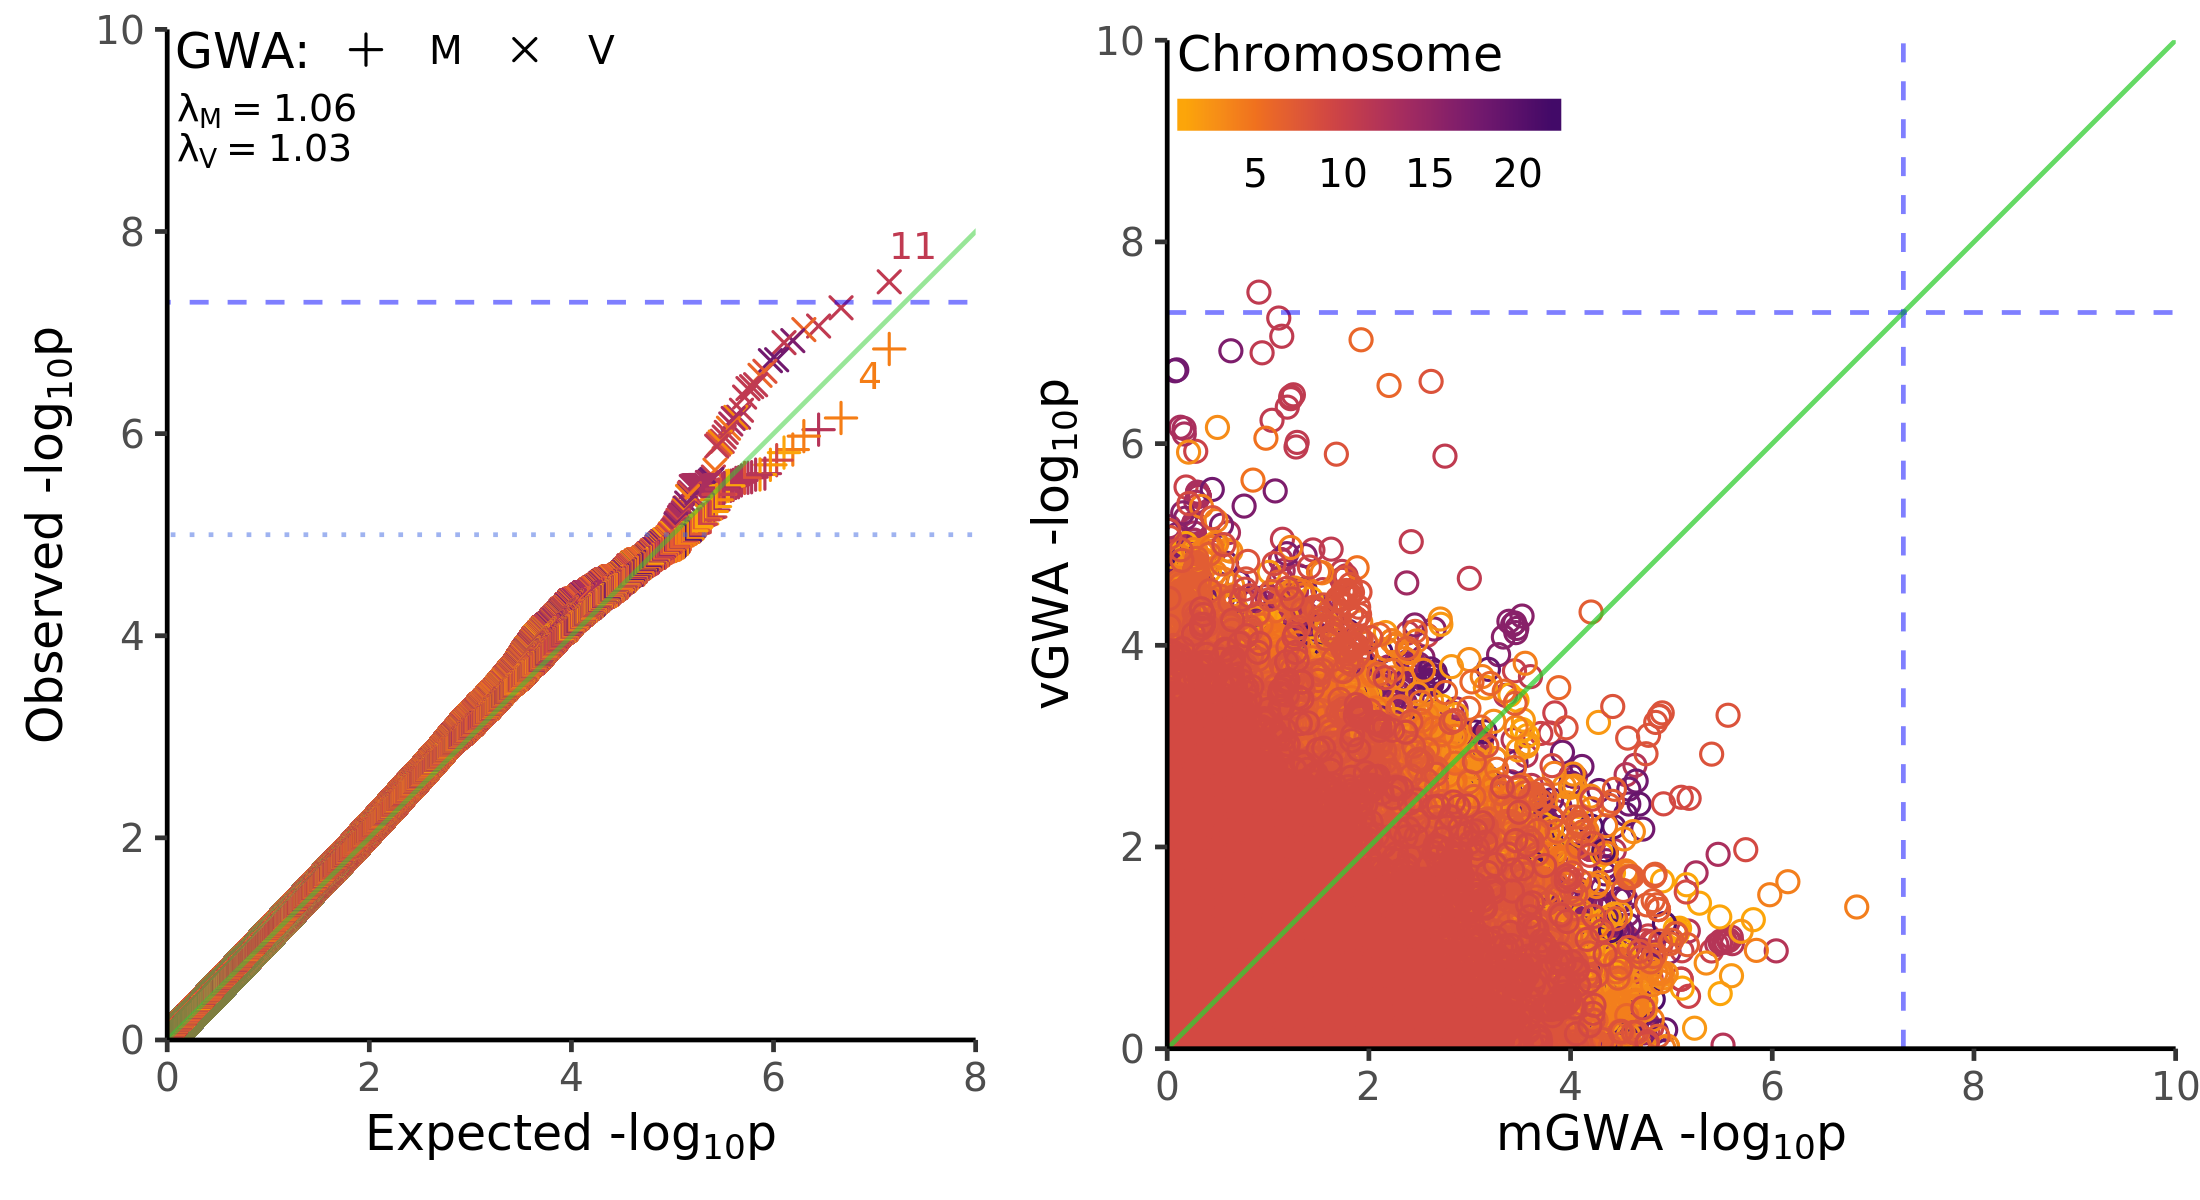 10
GWA: + M × V
λM = 1.06
λV = 1.03
8
11
4
6
4
2
0
0 2 4 6 8
Expected -log10p
Observed -log10p
10
Chromosome
5 10 15 20
8
6
4
2
0
0 2 4 6 8 10
mGWA -log10p
vGWA -log10p